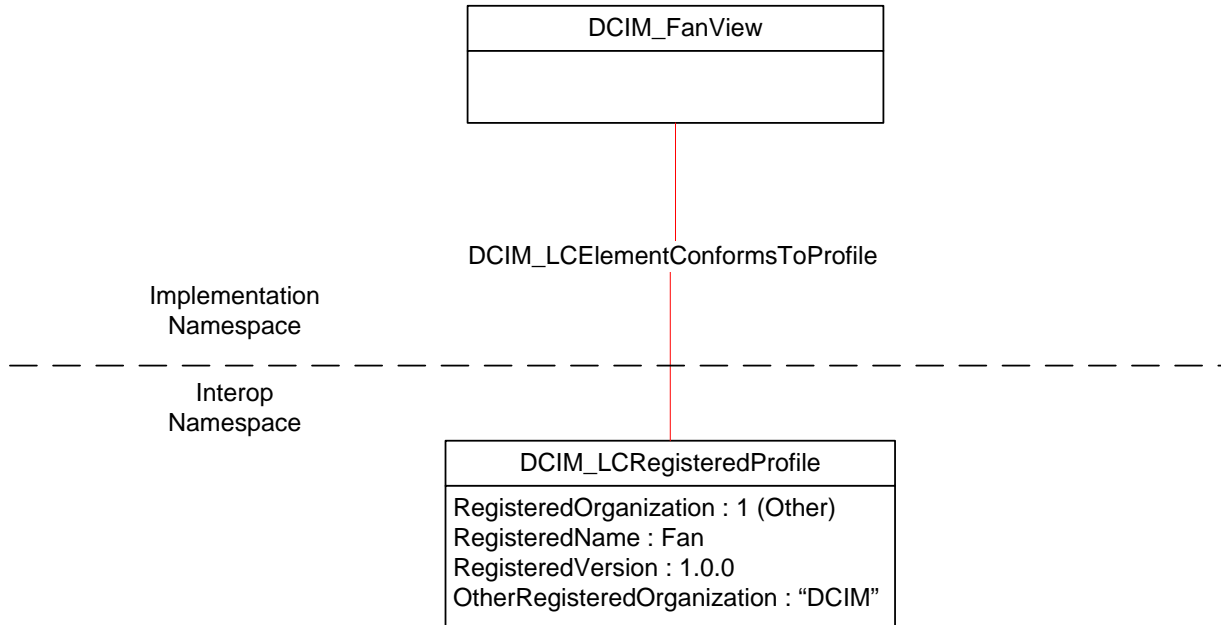 DCIM_FanView
DCIM_LCElementConformsToProfile
Implementation
Namespace
Interop
Namespace
DCIM_LCRegisteredProfile
RegisteredOrganization : 1 (Other)
RegisteredName : Fan
RegisteredVersion : 1.0.0
OtherRegisteredOrganization : “DCIM”